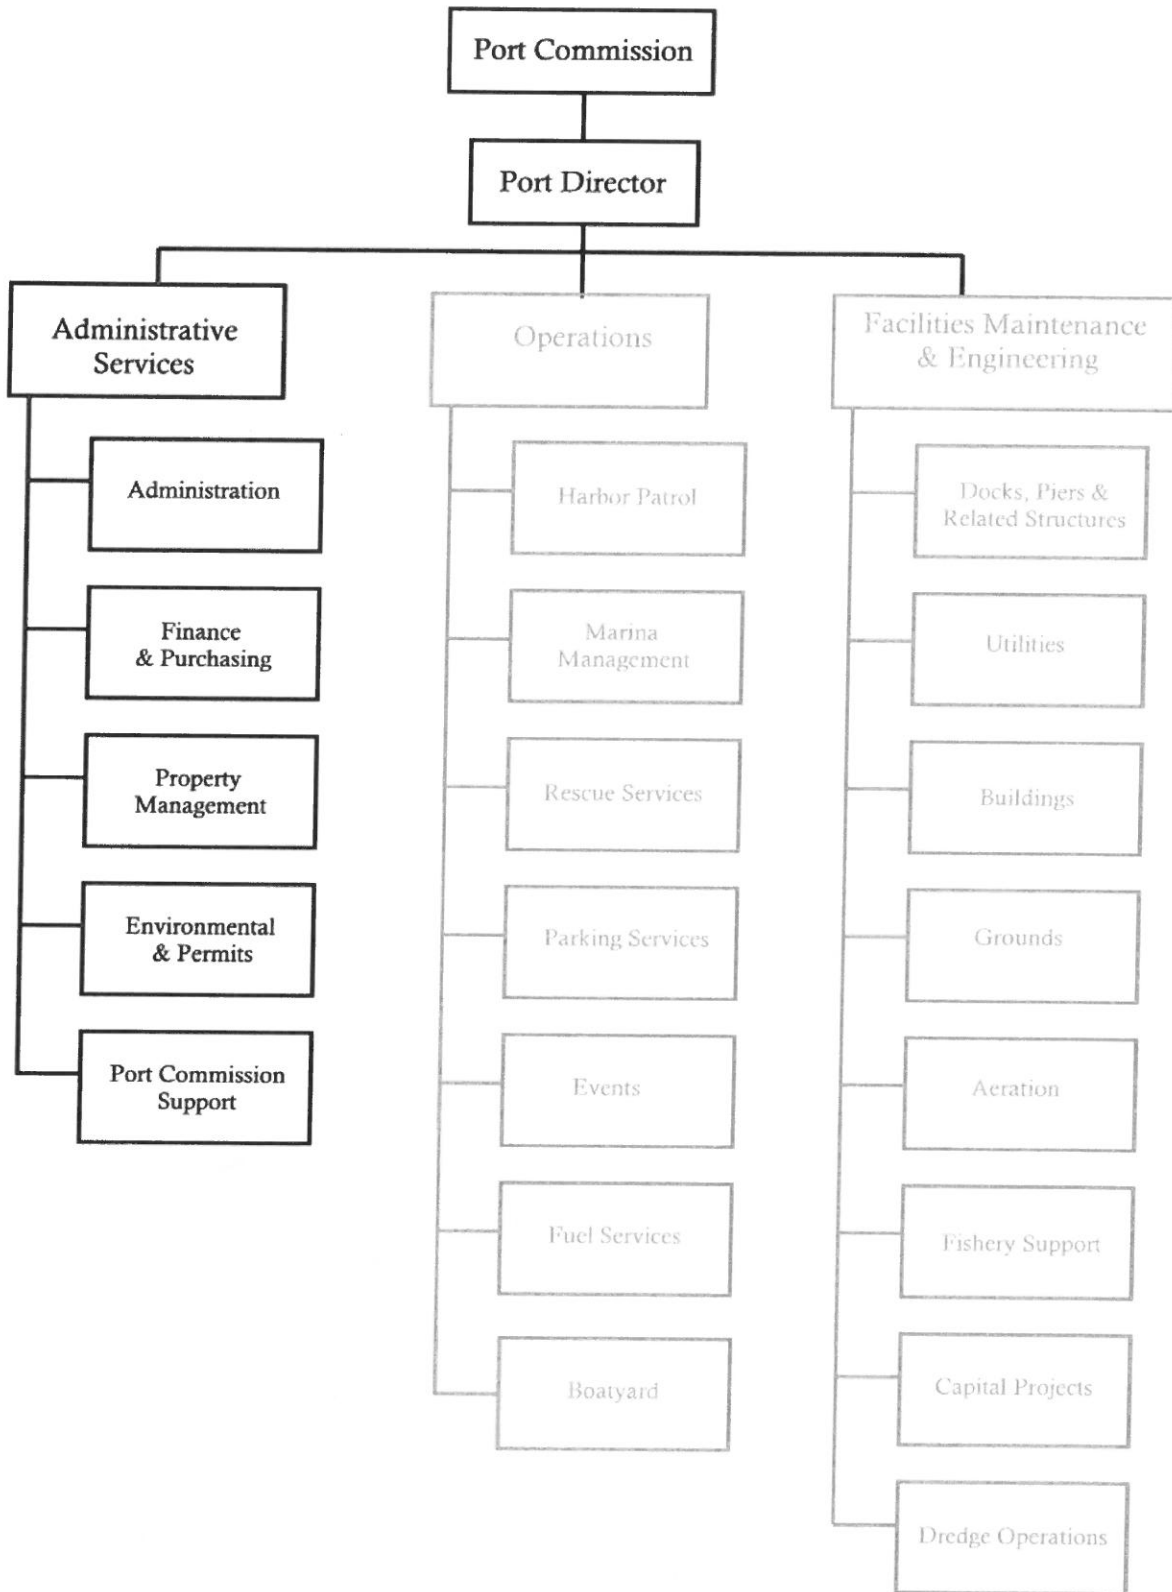 Port Commission
Port Director
Administrative
Services
Administration
Finance
& Purchasing
Property
Management
Environmental
& Permits
Port Commission
Support
Operations
Harbor Patrol
Marina
Management
Rescue Services
Parking Services
Events
Fuel Services
Boatyard
Facilities Maintenance
& Engineering
Docks, Piers &
Related Structures
Utilities
Buildings
Grounds
Aeration
Fishery Support
Capital Projects
Dredge Operations